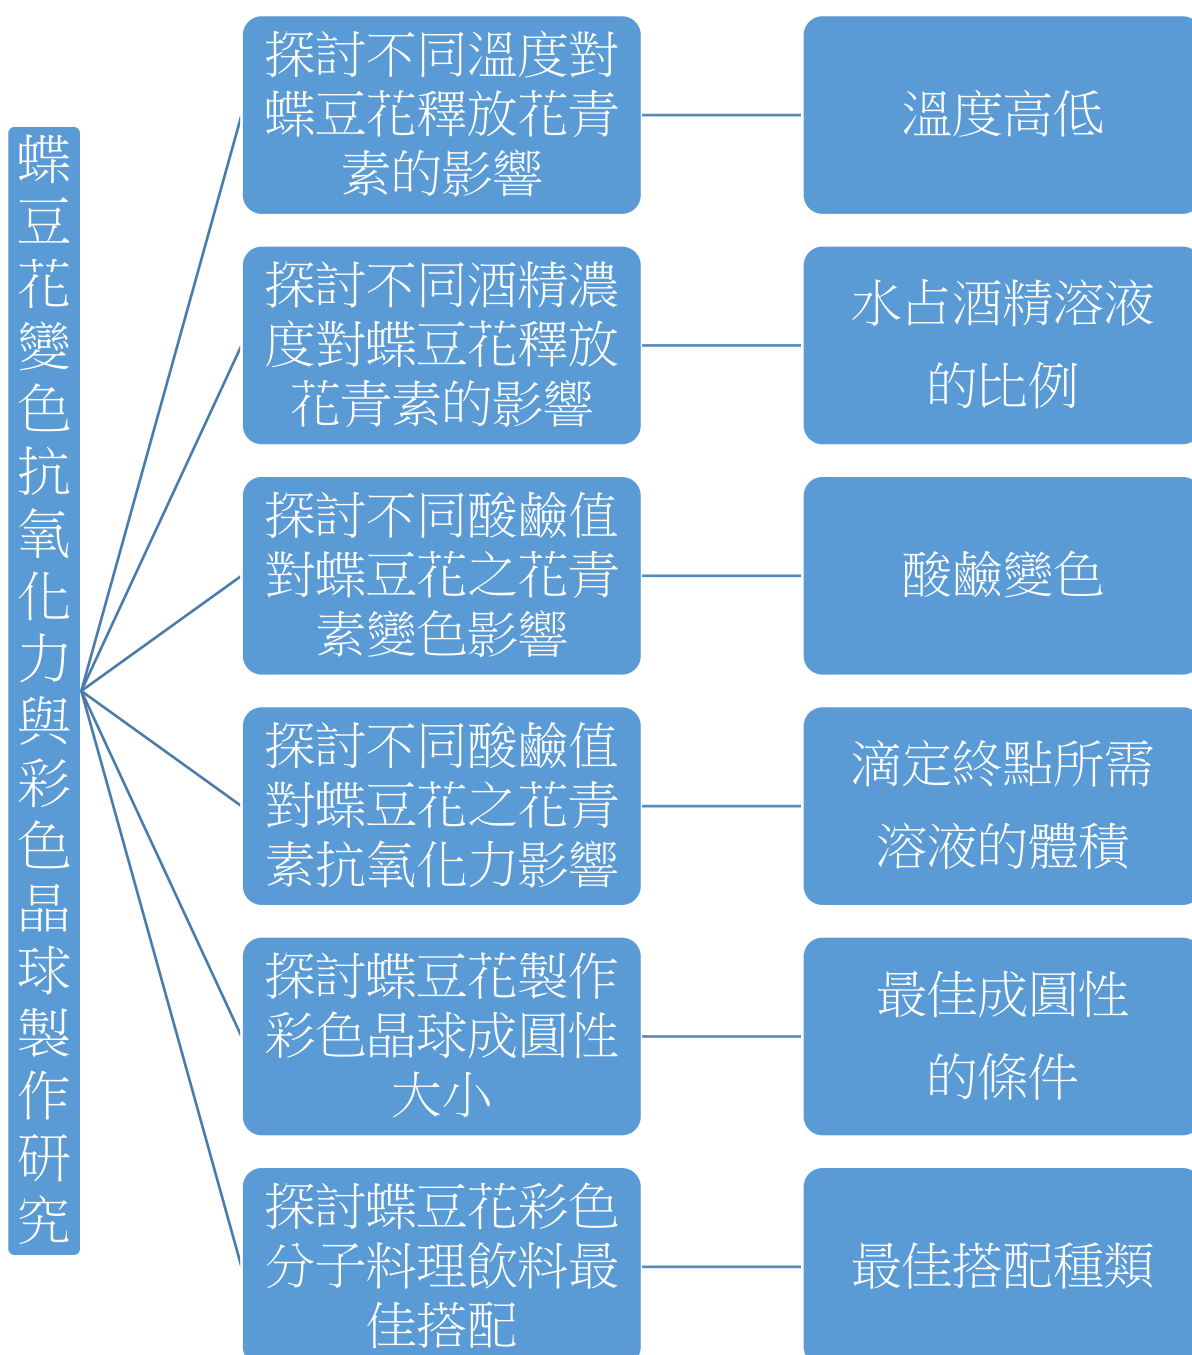 蝶豆花變色抗氧化力與彩色晶球製作研究
探討不同溫度對
蝶豆花釋放花青
素的影響
溫度高低
探討不同酒精濃
度對蝶豆花釋放
花青素的影響
水占酒精溶液
的比例
探討不同酸鹼值
對蝶豆花之花青
素變色影響
酸鹼變色
探討不同酸鹼值
對蝶豆花之花青
素抗氧化力影響
滴定終點所需
溶液的體積
探討蝶豆花製作
彩色晶球成圓性
大小
最佳成圓性
的條件
探討蝶豆花彩色
分子料理飲料最
佳搭配
最佳搭配種類